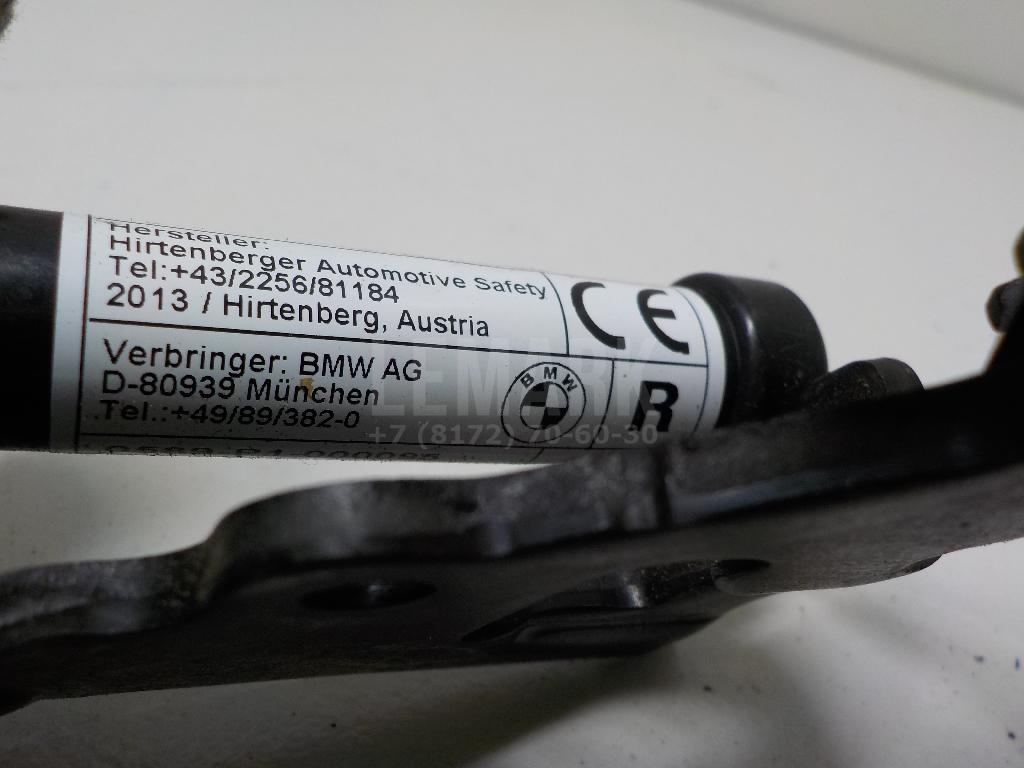 Hersteller:
Hirtenberger Automotive Safety
Tel:+43/2256/81184
2013 / Hirtenberg, Austria
CE
Verbringer: BMW AG
D-80939 München
Tel.:+49/89/382-0
BMW
R
LEMARK
+7 (8172) 70-60-30